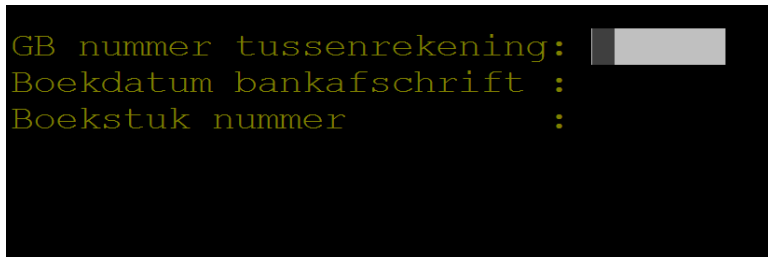 GB nummer tussenrekening:
Boekdatum bankafschrift :
Boekstuk nummer :